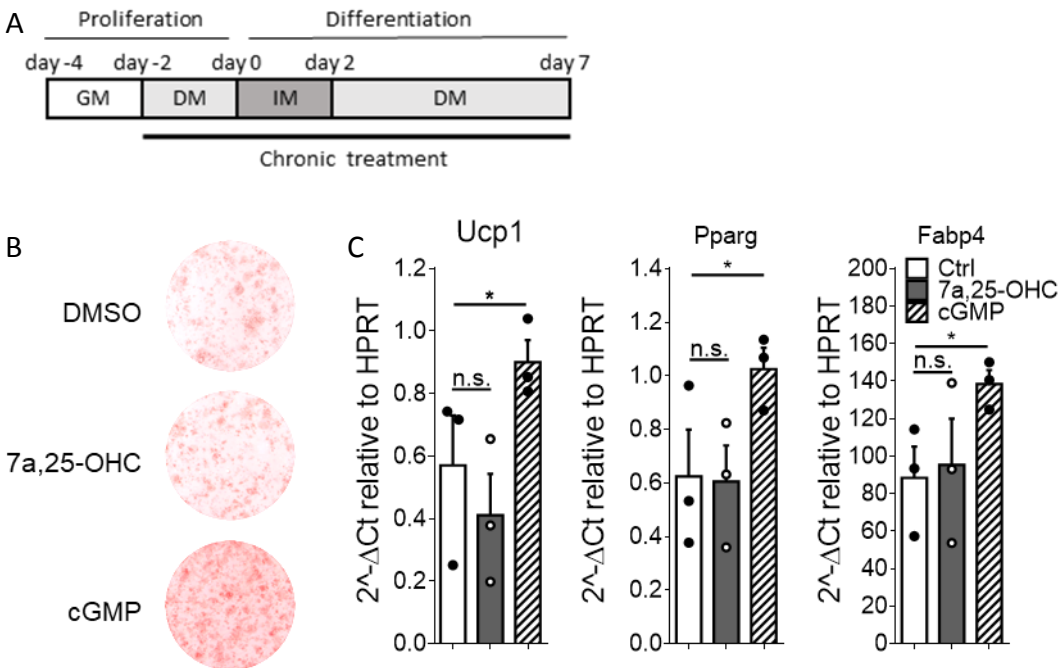 A
Proliferation Differentiation
day -4 day -2 day 0 day 2 day 7
GM DM IM DM
Chronic treatment
B
DMSO
7a,25-OHC
cGMP
C
Ucp1
2^-ΔCt relative to HPRT
1.2
1.0
0.8
0.6
0.4
0.2
0.0
*
n.s.
Pparg
2^-ΔCt relative to HPRT
1.4
1.2
1.0
0.8
0.6
0.4
0.2
0.0
*
n.s.
Fabp4
2^-ΔCt relative to HPRT
200
180
160
140
120
100
80
60
40
20
0
Ctrl
7a,25-OHC
cGMP
*
n.s.